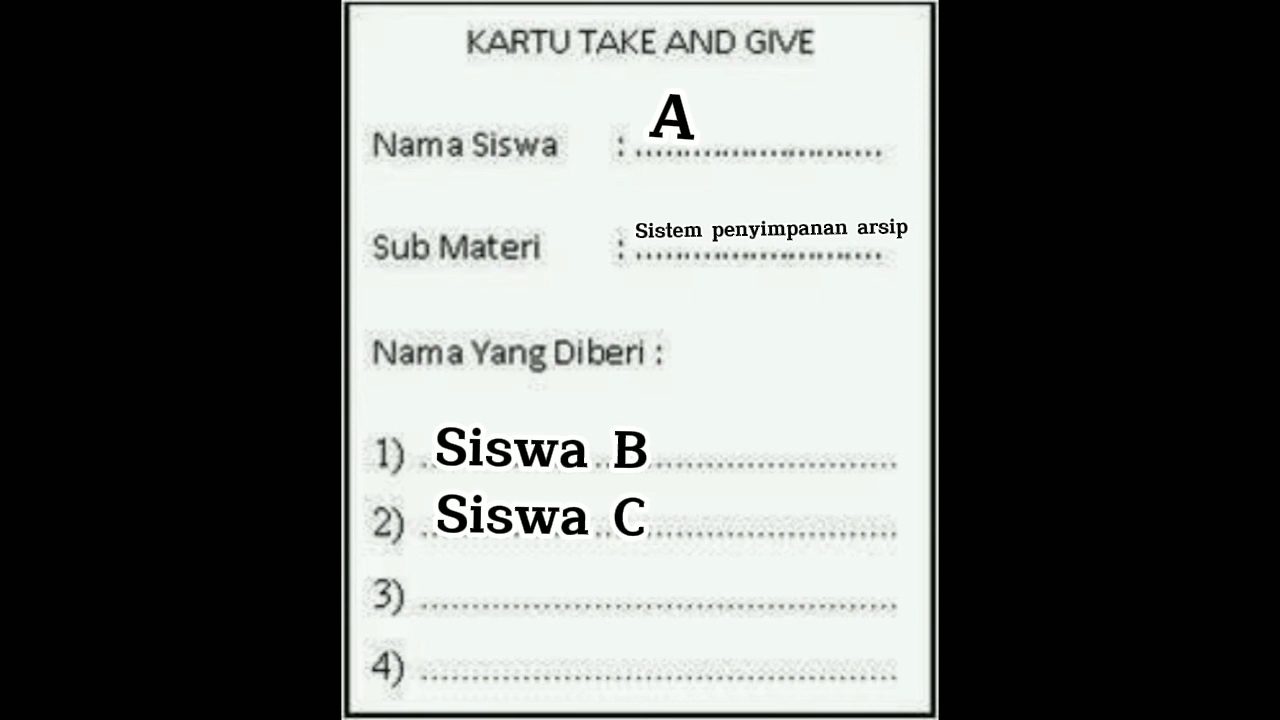 KARTU TAKE AND GIVE
Nama Siswa : A
Sub Materi : Sistem penyimpanan arsip
Nama Yang Diberi :
1) Siswa B
2) Siswa C
3) ..........................................
4) ..........................................